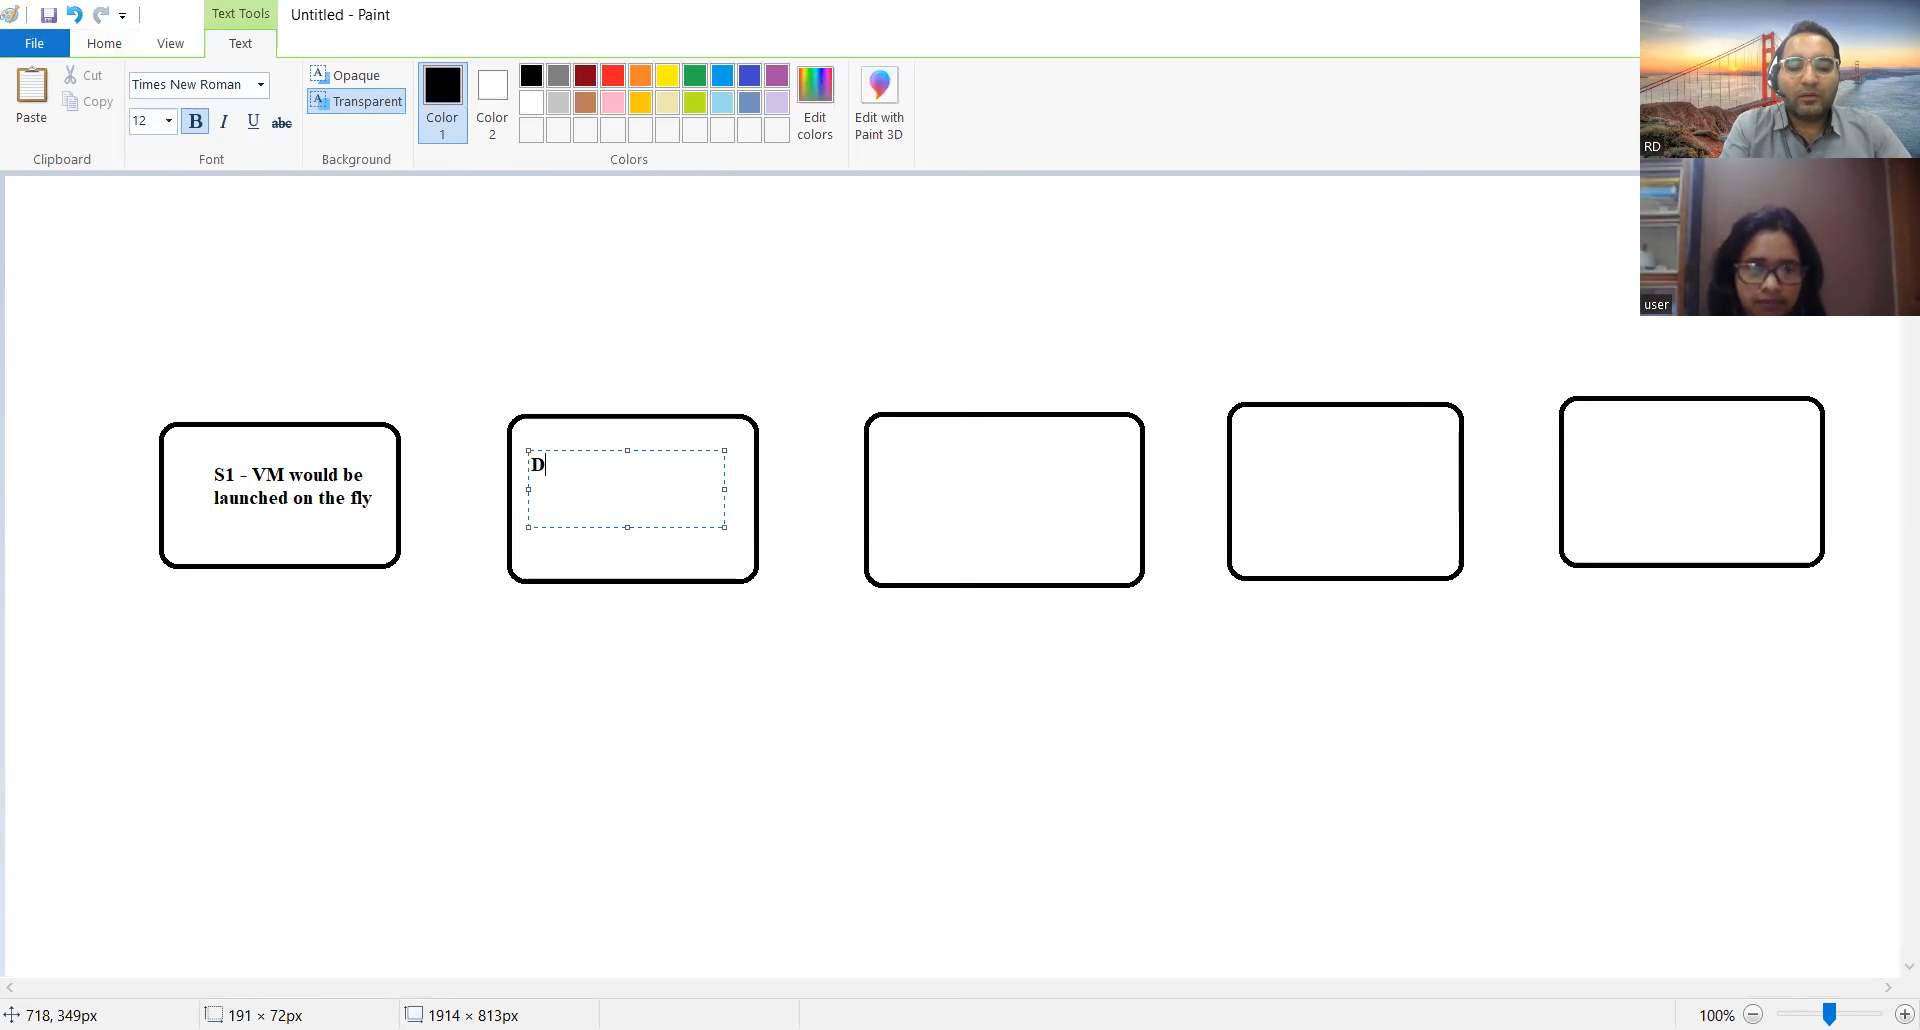 Text Tools
Untitled - Paint
File
Home
View
Text
Paste
Cut
Copy
Clipboard
Times New Roman
12
B
I
U
abc
Font
A Opaque
A Transparent
Background
Color
1
Color
2
Edit
colors
Colors
Edit with
Paint 3D
RD
user
S1 - VM would be
launched on the fly
D
718, 349px
191 × 72px
1914 × 813px
100%